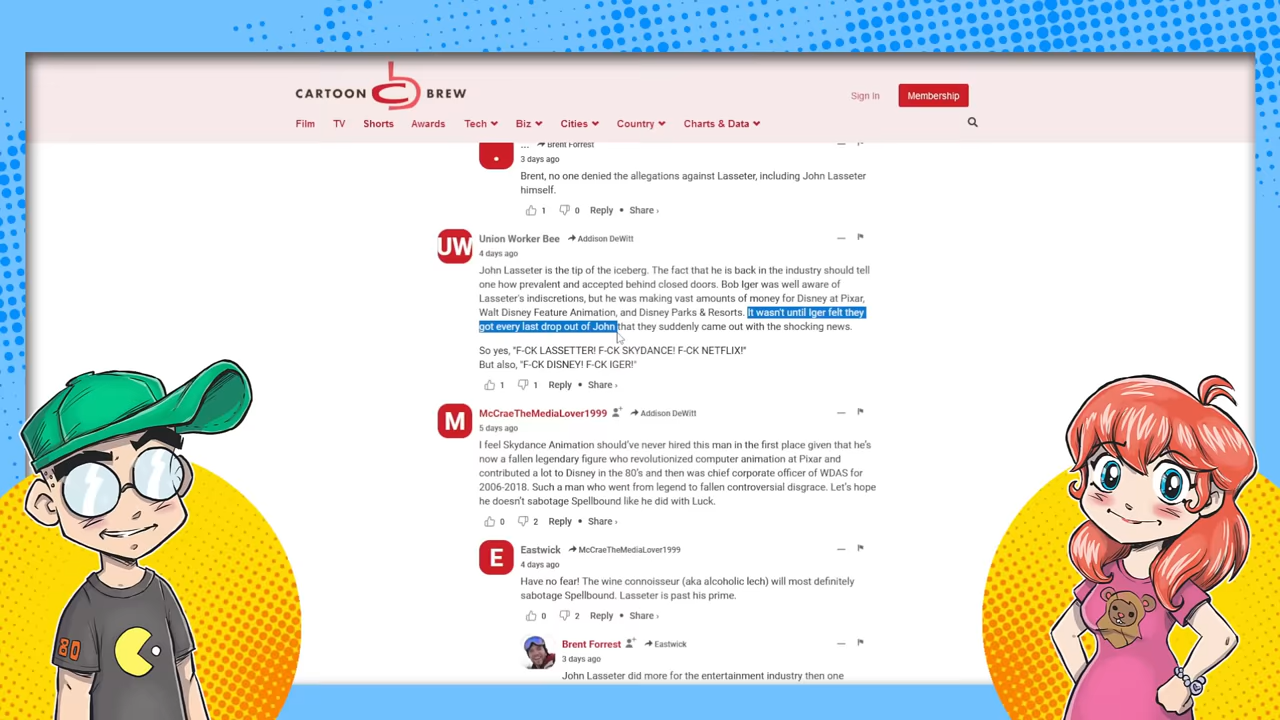 CARTOON BREW
Sign In
Membership
Film TV Shorts Awards Tech Biz Cities Country Charts & Data
... Brent Forrest
3 days ago
Brent, no one denied the allegations against Lasseter, including John Lasseter
himself.
1 0 Reply • Share ›
UW
Union Worker Bee Addison DeWitt
4 days ago
John Lasseter is the tip of the iceberg. The fact that he is back in the industry should tell
one how prevalent and accepted behind closed doors. Bob Iger was well aware of
Lasseter's indiscretions, but he was making vast amounts of money for Disney at Pixar,
Walt Disney Feature Animation, and Disney Parks & Resorts. It wasn't until Iger felt they
got every last drop out of John that they suddenly came out with the shocking news.
So yes, "F-CK LASSETTER! F-CK SKYDANCE! F-CK NETFLIX!"
But also, "F-CK DISNEY! F-CK IGER!"
1 1 Reply • Share ›
M
McCraeTheMediaLover1999 Addison DeWitt
5 days ago
I feel Skydance Animation should've never hired this man in the first place given that he's
now a fallen legendary figure who revolutionized computer animation at Pixar and
contributed a lot to Disney in the 80's and then was chief corporate officer of WDAS for
2006-2018. Such a man who went from legend to fallen controversial disgrace. Let's hope
he doesn't sabotage Spellbound like he did with Luck.
0 2 Reply • Share ›
E
Eastwick McCraeTheMediaLover1999
4 days ago
Have no fear! The wine connoisseur (aka alcoholic lech) will most definitely
sabotage Spellbound. Lasseter is past his prime.
0 2 Reply • Share ›
Brent Forrest Eastwick
3 days ago
John Lasseter did more for the entertainment industry then one
80